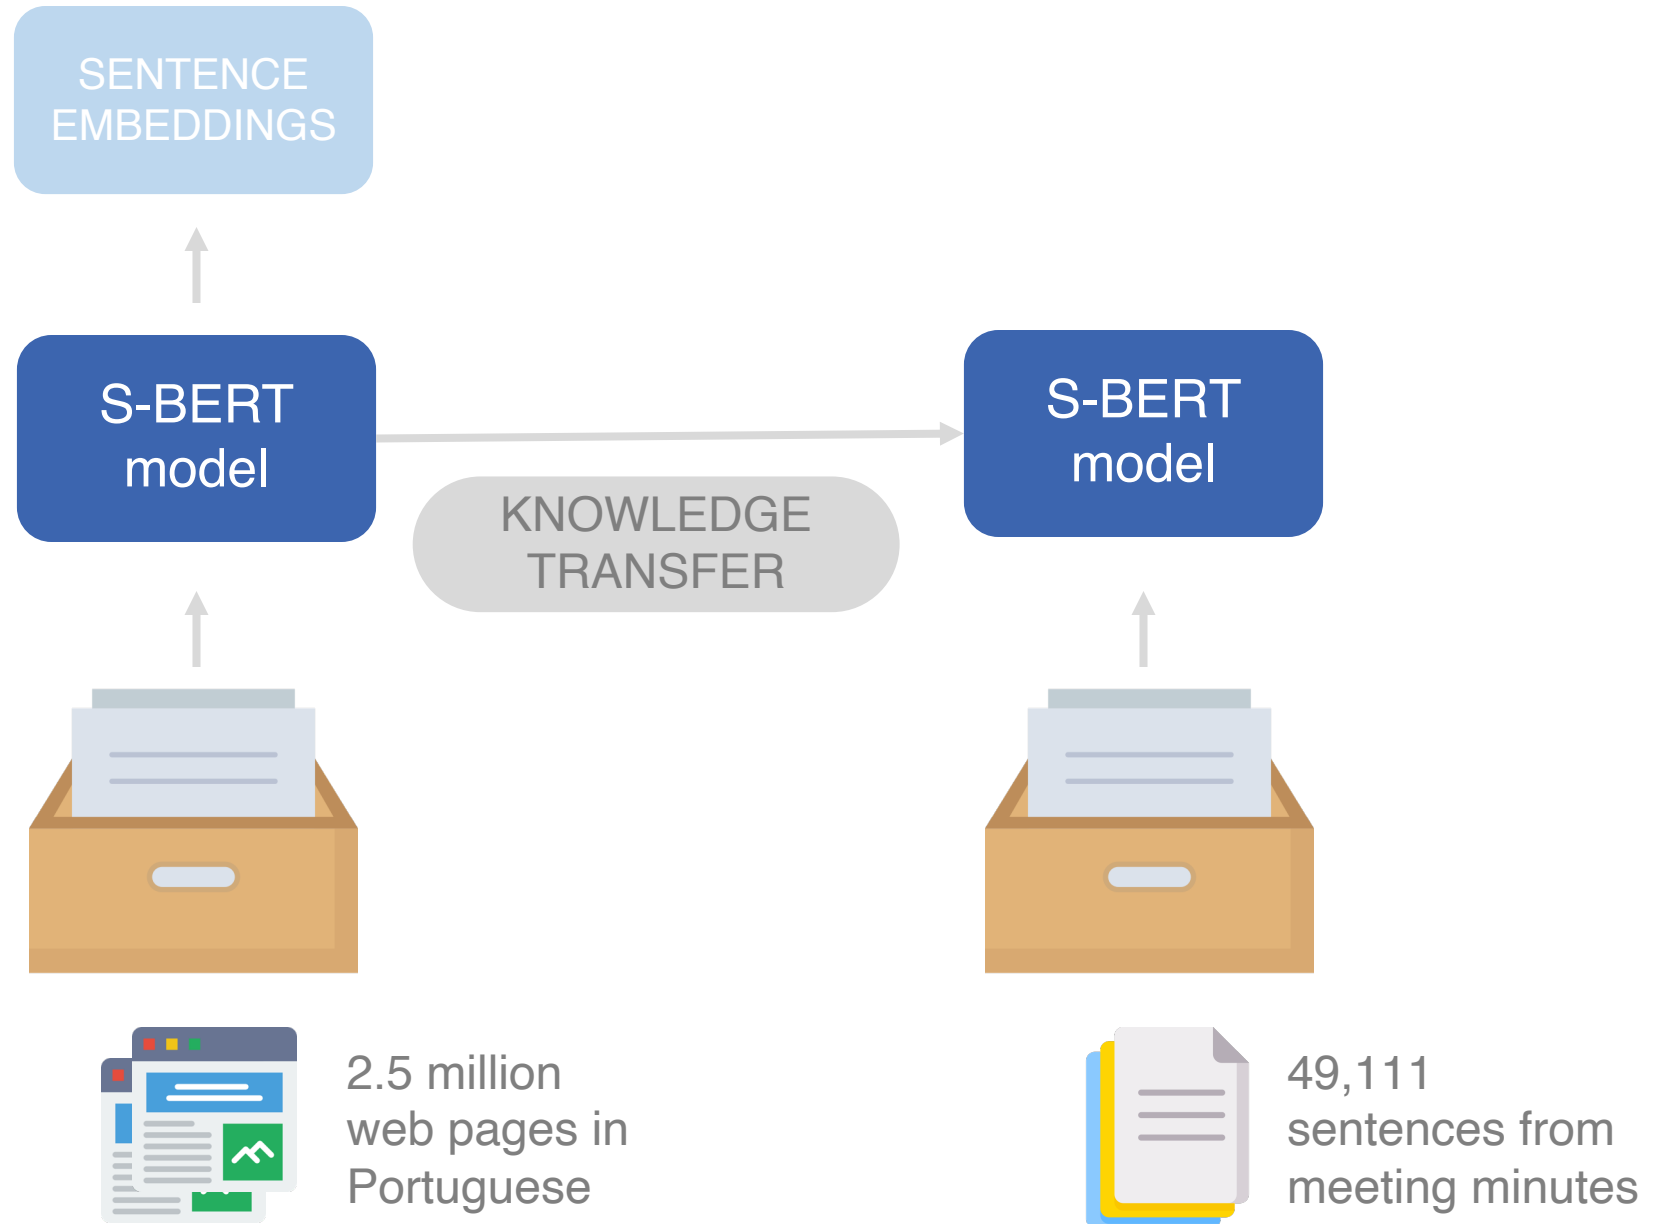 SENTENCE
EMBEDDINGS
S-BERT
model
S-BERT
model
KNOWLEDGE
TRANSFER
2.5 million
web pages in
Portuguese
49,111
sentences from
meeting minutes